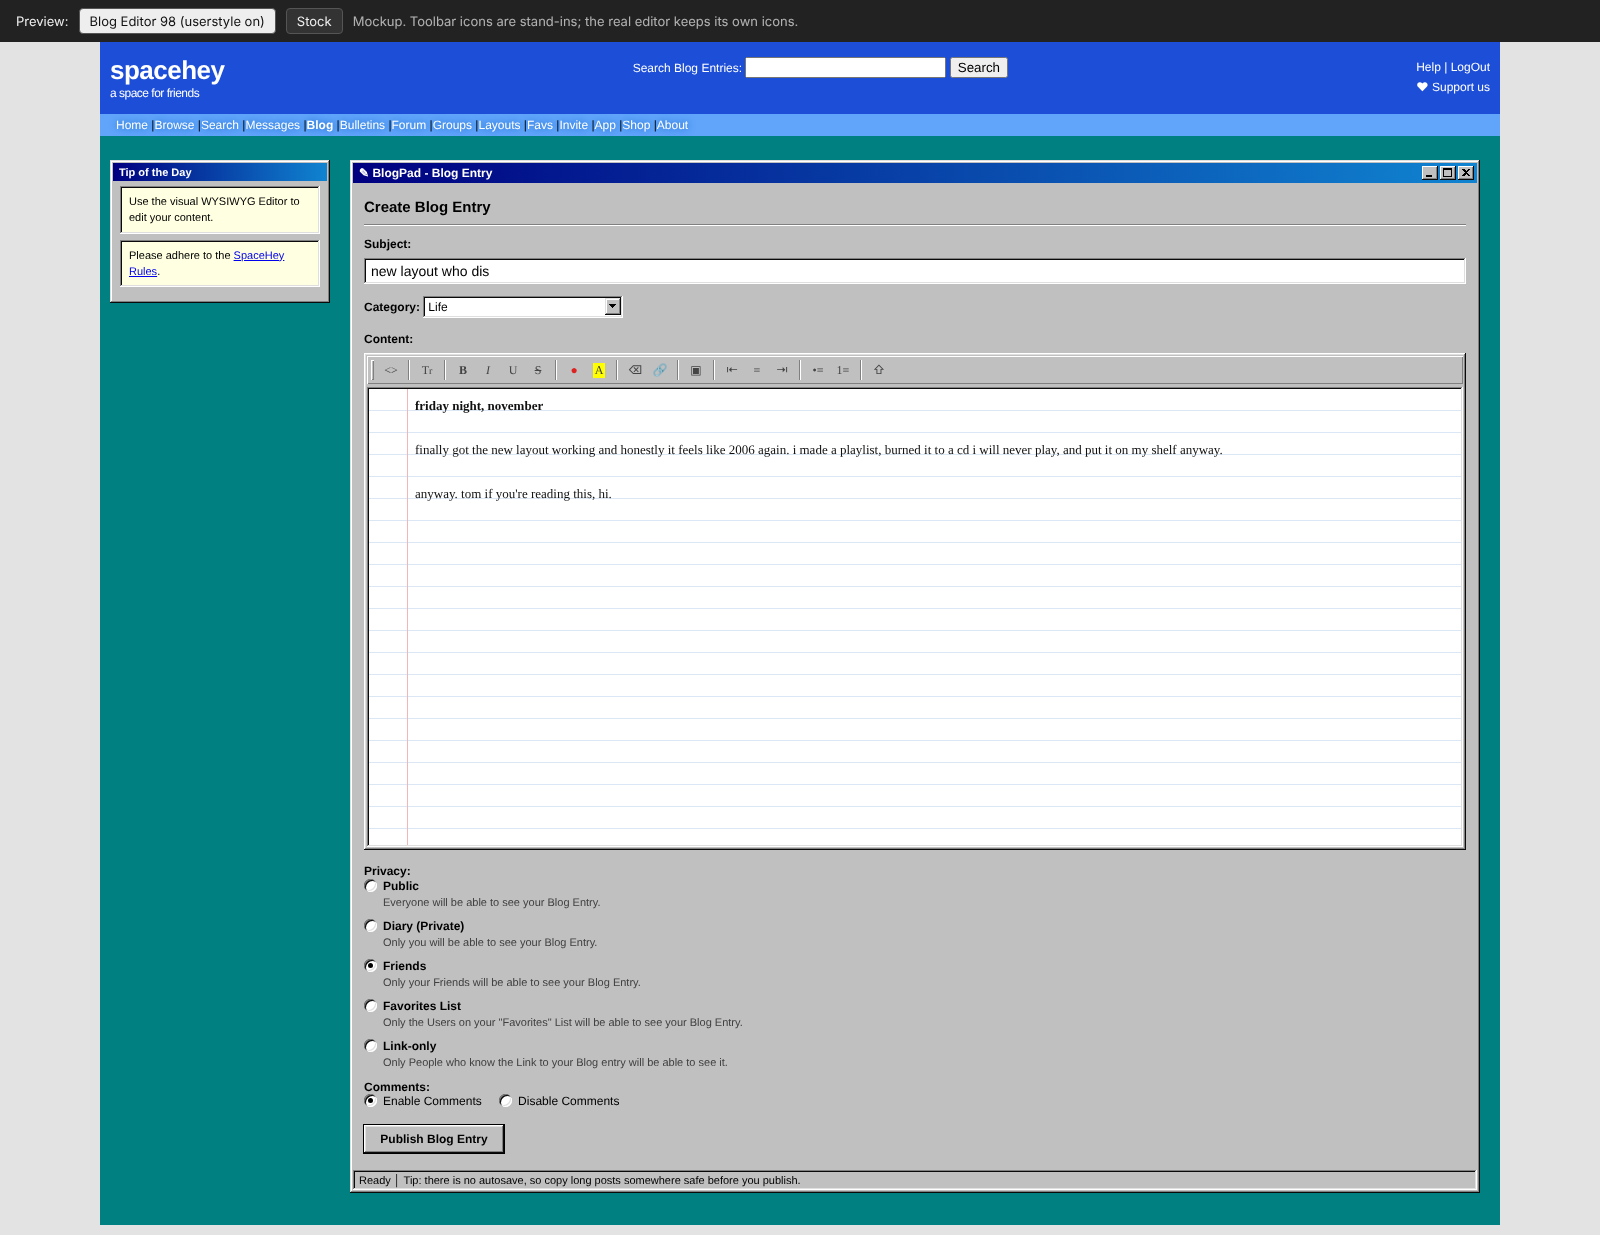 Preview: Blog Editor 98 (userstyle on) Stock Mockup. Toolbar icons are stand-ins; the real editor keeps its own icons.
spacehey
a space for friends
Search Blog Entries: Search
Help | LogOut
♥ Support us
Home | Browse | Search | Messages | Blog | Bulletins | Forum | Groups | Layouts | Favs | Invite | App | Shop | About
Tip of the Day
Use the visual WYSIWYG Editor to
edit your content.
Please adhere to the SpaceHey
Rules.
✎ BlogPad - Blog Entry
Create Blog Entry
Subject:
new layout who dis
Category: Life
Content:
<> Tr B I U S ● A ⌫ 🔗 ▣ ⇤ ≡ ⇥ •≡ 1≡ ⇧
friday night, november
finally got the new layout working and honestly it feels like 2006 again. i made a playlist, burned it to a cd i will never play, and put it on my shelf anyway.
anyway. tom if you're reading this, hi.
Privacy:
Public
Everyone will be able to see your Blog Entry.
Diary (Private)
Only you will be able to see your Blog Entry.
Friends
Only your Friends will be able to see your Blog Entry.
Favorites List
Only the Users on your "Favorites" List will be able to see your Blog Entry.
Link-only
Only People who know the Link to your Blog entry will be able to see it.
Comments:
Enable Comments Disable Comments
Publish Blog Entry
Ready Tip: there is no autosave, so copy long posts somewhere safe before you publish.